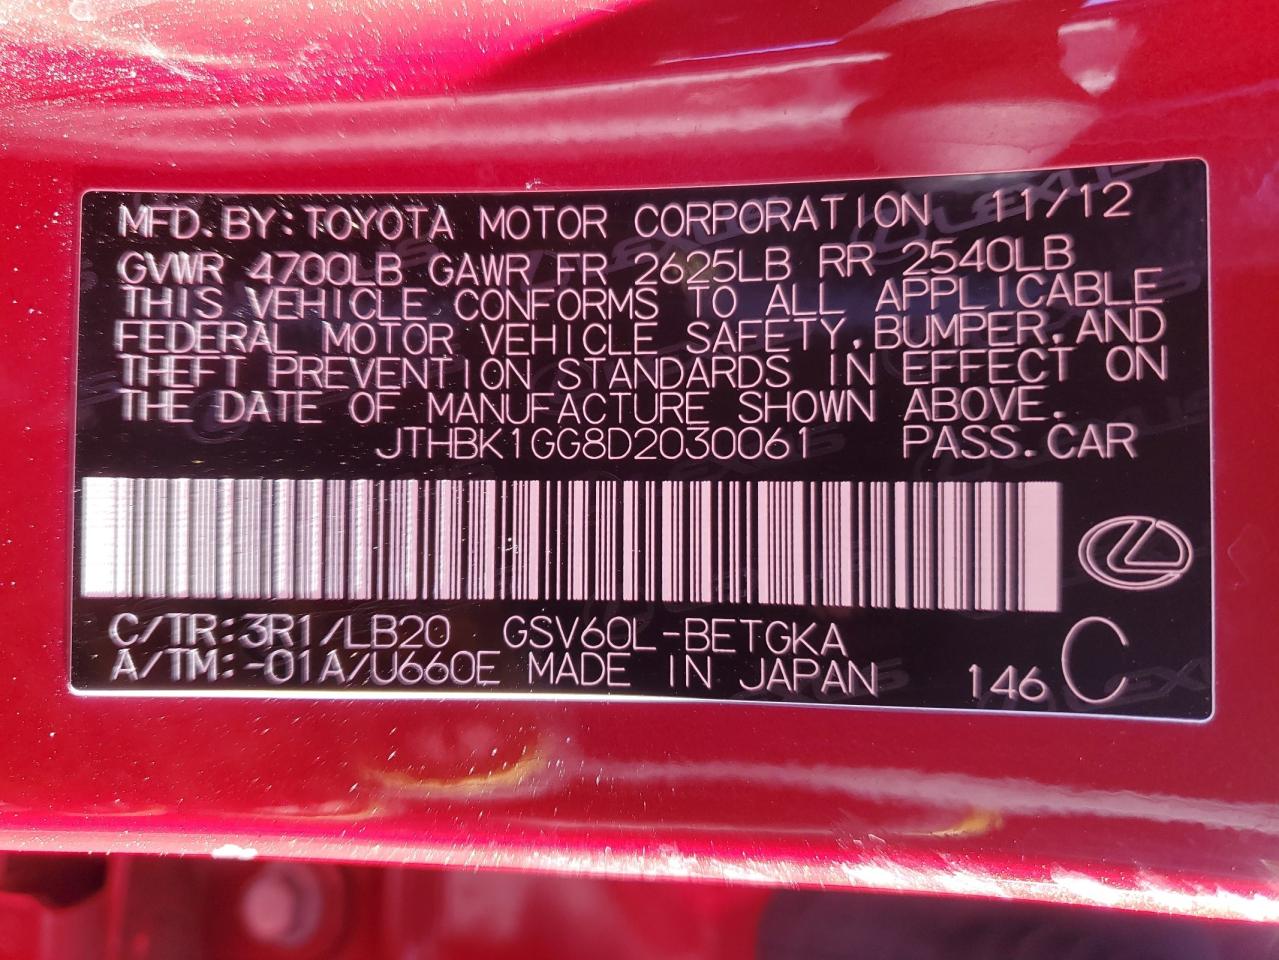 MFD.BY:TOYOTA MOTOR CORPORATION 11/12
GVWR 4700LB GAWR FR 2625LB RR 2540LB
THIS VEHICLE CONFORMS TO ALL APPLICABLE
FEDERAL MOTOR VEHICLE SAFETY,BUMPER,AND
THEFT PREVENTION STANDARDS IN EFFECT ON
THE DATE OF MANUFACTURE SHOWN ABOVE.
JTHBK1GG8D2030061 PASS.CAR
C/TR:3R1/LB20 GSV60L-BETGKA
A/TM:-01A/U660E MADE IN JAPAN 146 C